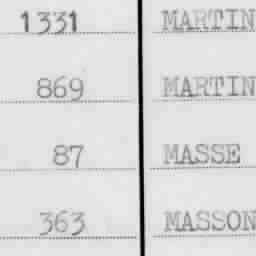 1331 MARTIN
869 MARTIN
87 MASSE
363 MASSON